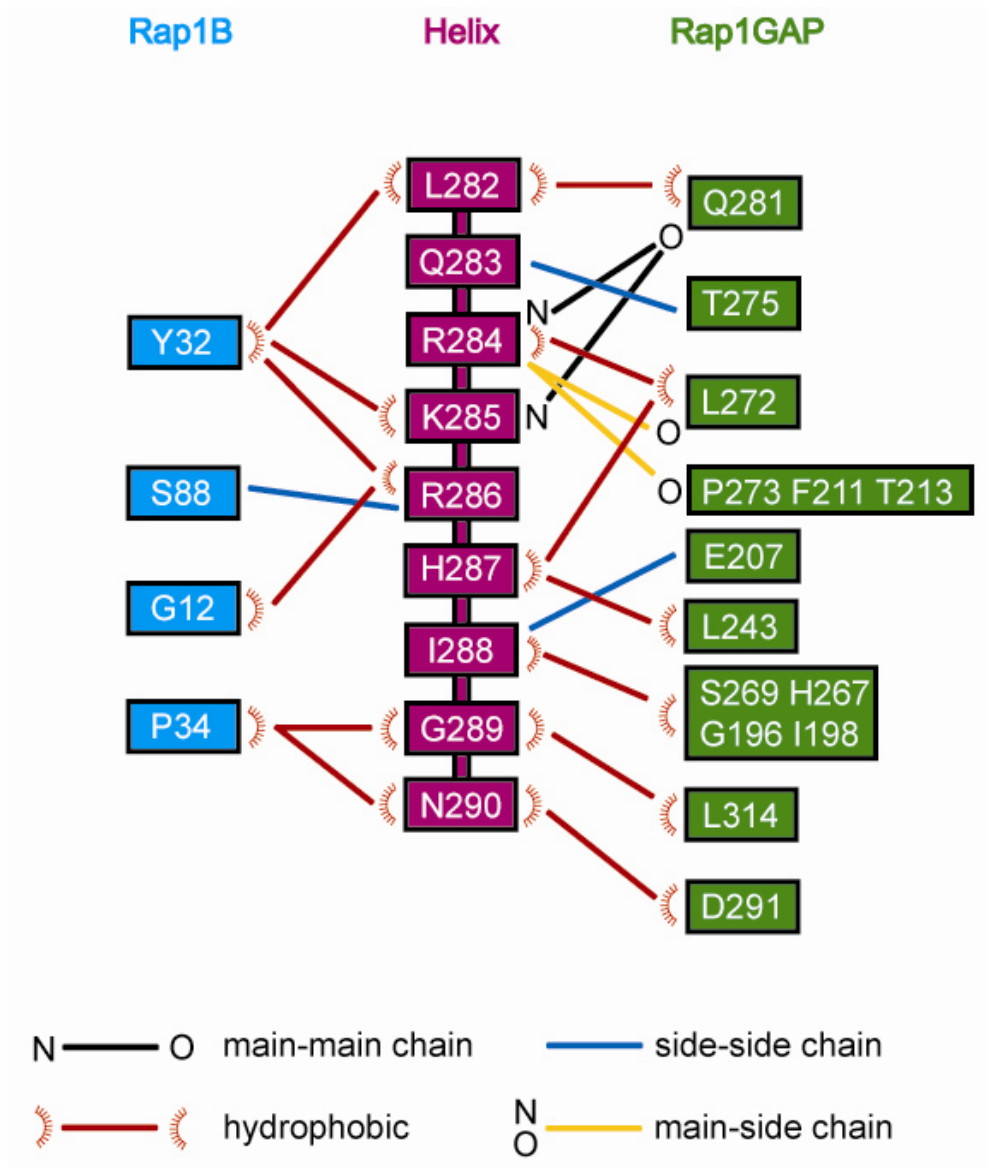 Rap1B Helix Rap1GAP
L282
Q281
O
Q283
T275
N
Y32
R284
L272
K285
N
O
S88
R286
O
P273 F211 T213
E207
H287
G12
L243
I288
S269 H267
G196 I198
P34
G289
N290
L314
D291
N O main-main chain
side-side chain
hydrophobic
N
O
main-side chain